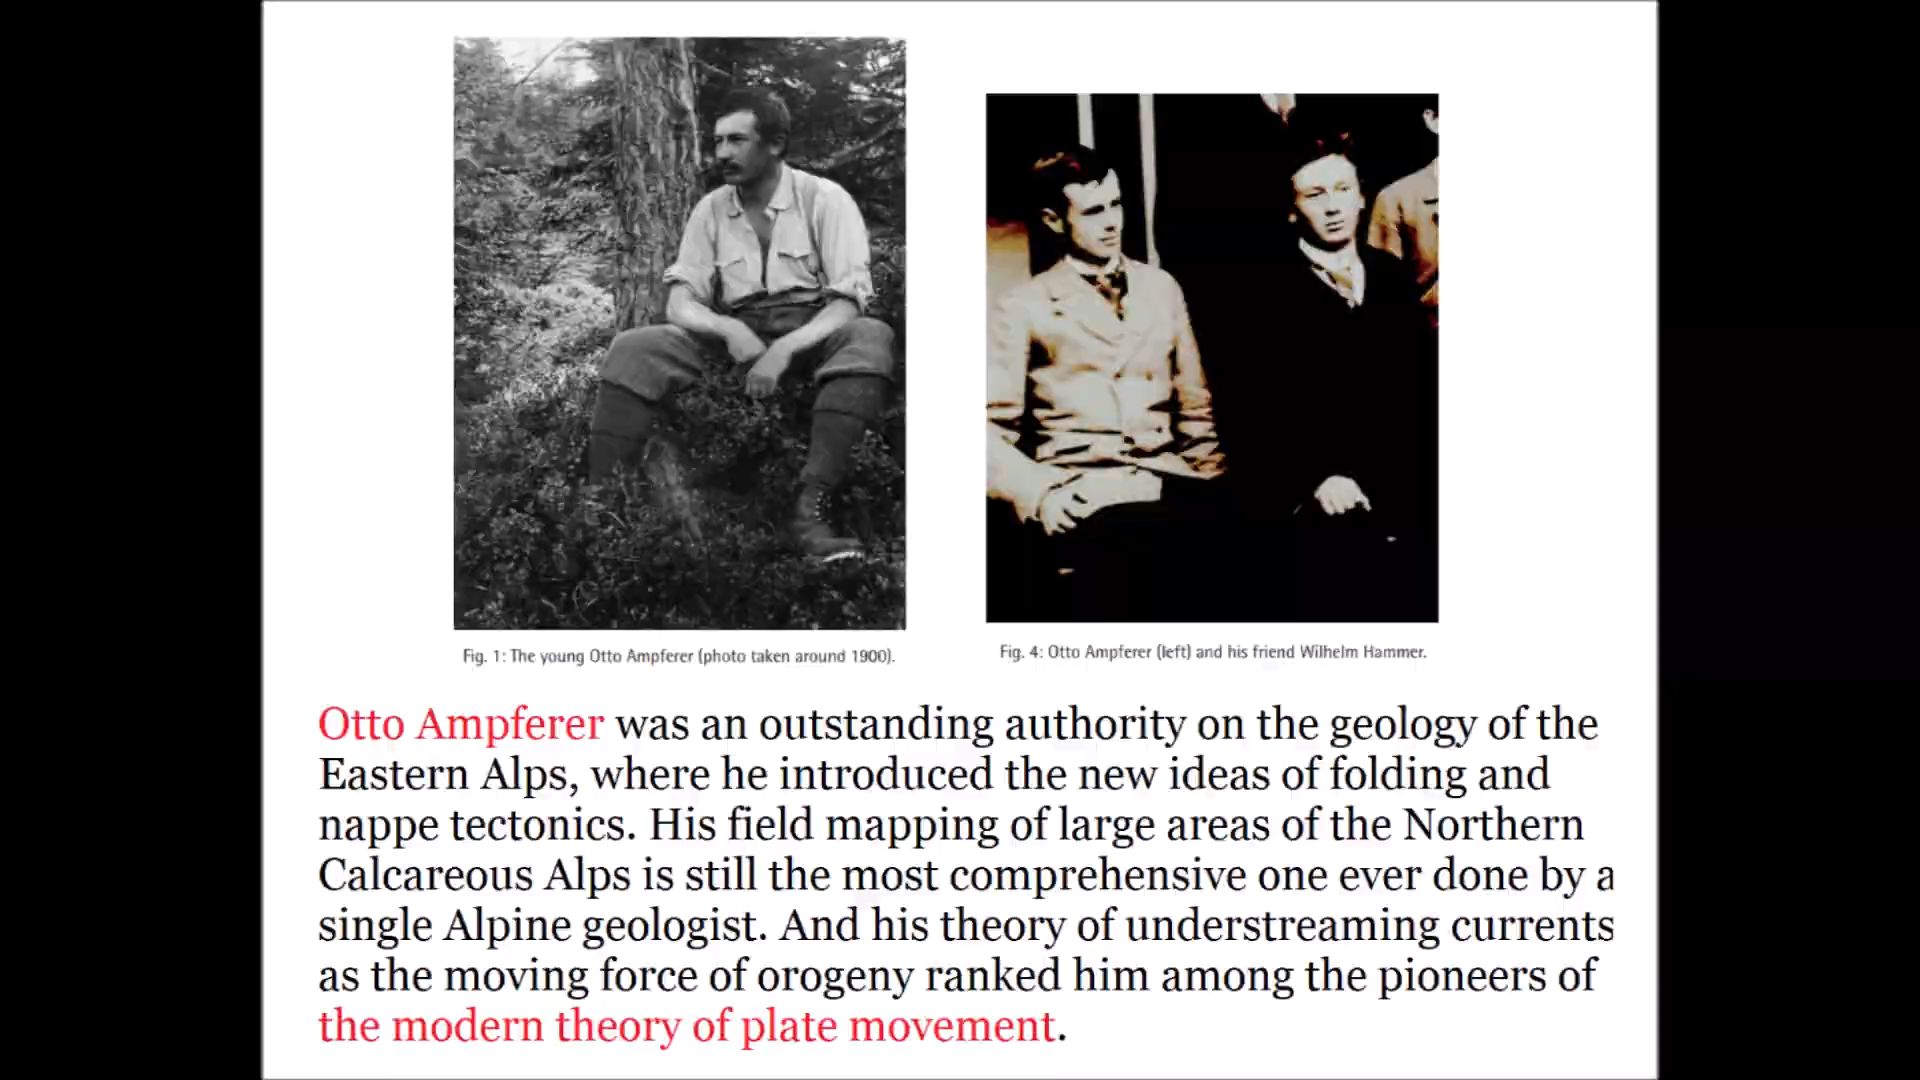 Fig. 1: The young Otto Ampferer (photo taken around 1900).
Fig. 4: Otto Ampferer (left) and his friend Wilhelm Hammer.
Otto Ampferer was an outstanding authority on the geology of the
Eastern Alps, where he introduced the new ideas of folding and
nappe tectonics. His field mapping of large areas of the Northern
Calcareous Alps is still the most comprehensive one ever done by a
single Alpine geologist. And his theory of understreaming currents
as the moving force of orogeny ranked him among the pioneers of
the modern theory of plate movement.